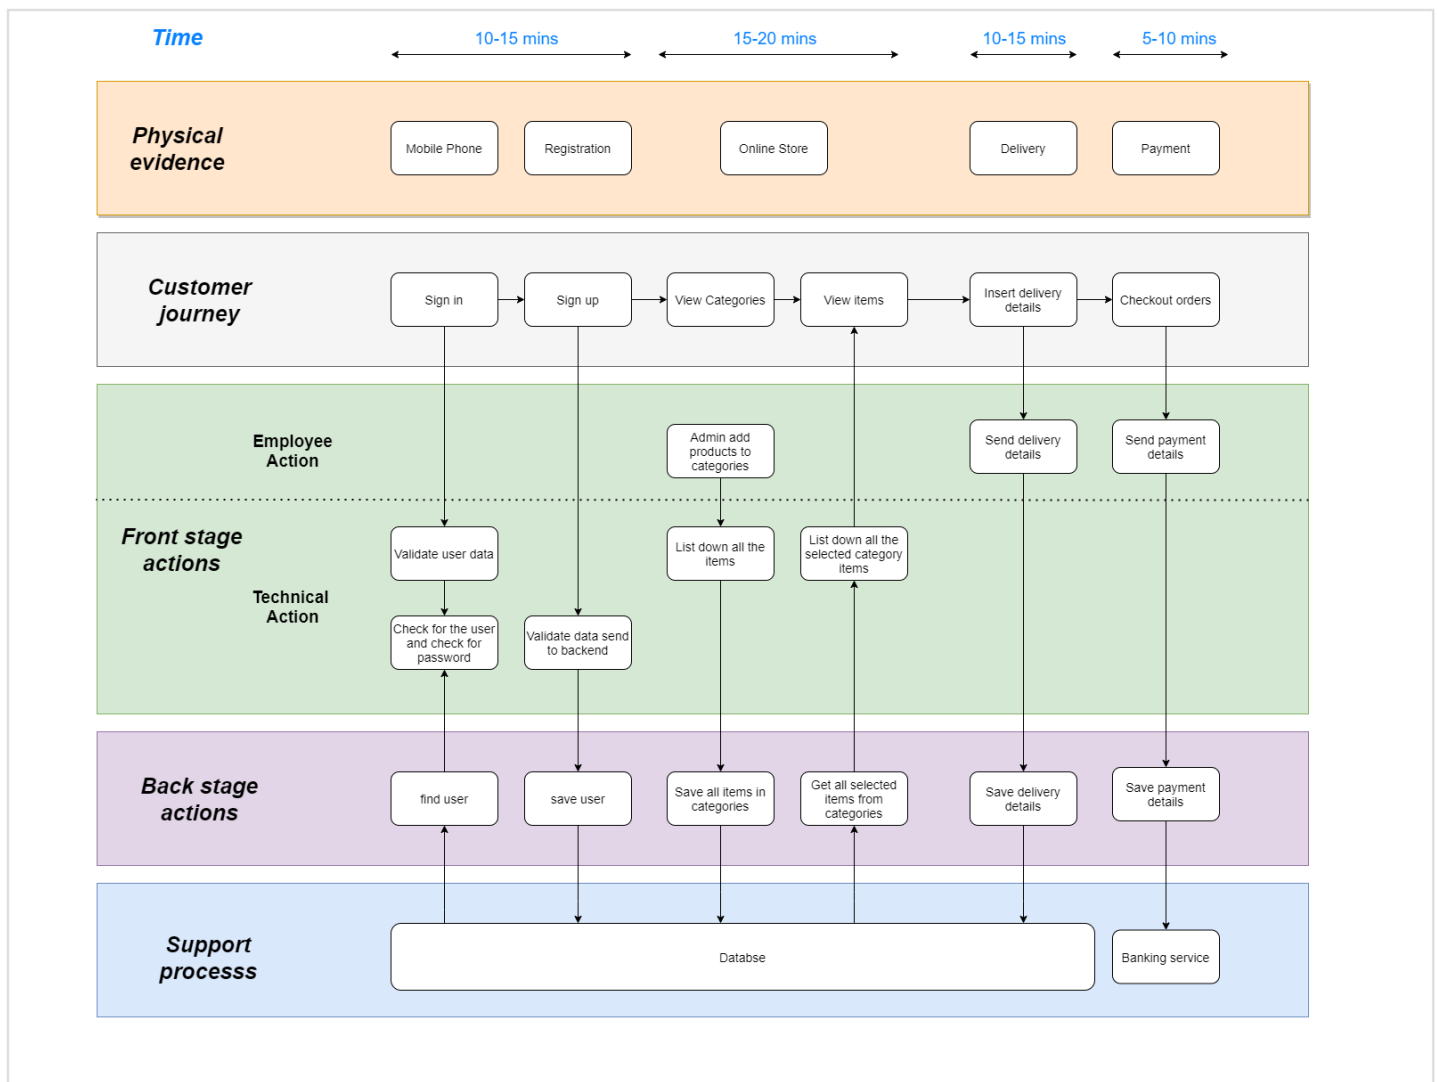 Time
10-15 mins
15-20 mins
10-15 mins
5-10 mins
Physical
evidence
Mobile Phone
Registration
Online Store
Delivery
Payment
Customer
journey
Sign in
Sign up
View Categories
View items
Insert delivery
details
Checkout orders
Employee
Action
Admin add
products to
categories
Send delivery
details
Send payment
details
Front stage
actions
Technical
Action
Validate user data
List down all the
items
List down all the
selected category
items
Check for the user
and check for
password
Validate data send
to backend
Back stage
actions
find user
save user
Save all items in
categories
Get all selected
items from
categories
Save delivery
details
Save payment
details
Support
processs
Databse
Banking service